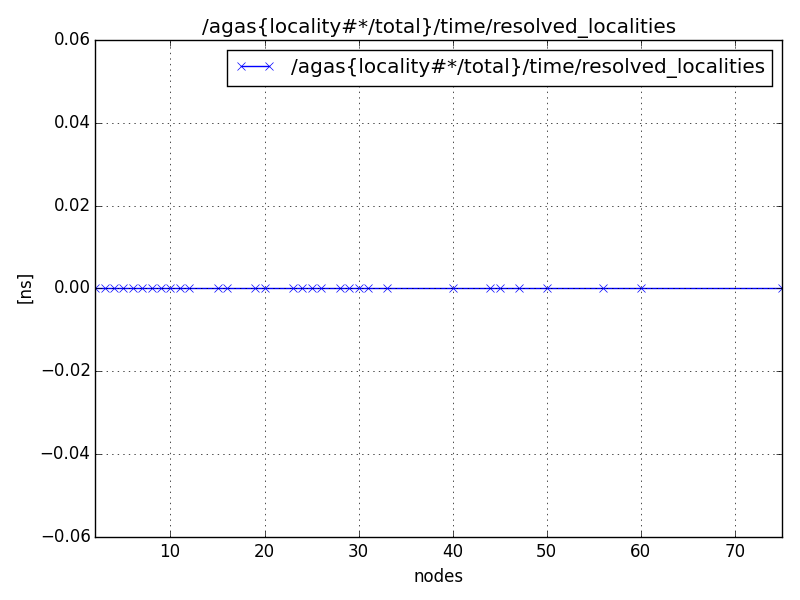 /agas{locality#*/total}/time/resolved_localities
/agas{locality#*/total}/time/resolved_localities
0.06
0.04
0.02
0.00
−0.02
−0.04
−0.06
[ns]
10 20 30 40 50 60 70
nodes